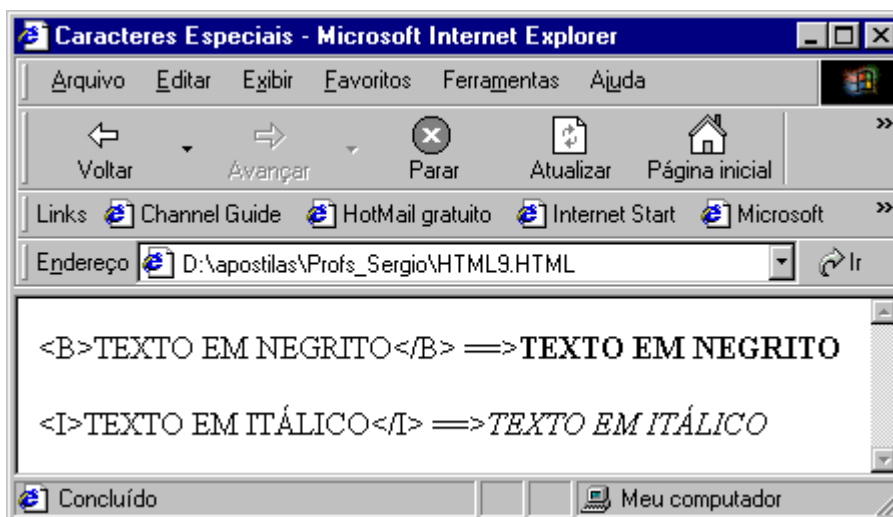 Caracteres Especiais - Microsoft Internet Explorer
Arquivo Editar Exibir Favoritos Ferramentas Ajuda
Voltar Avançar Parar Atualizar Página inicial »
Links Channel Guide HotMail gratuito Internet Start Microsoft »
Endereço D:\apostilas\Profs_Sergio\HTML9.HTML Ir
<B>TEXTO EM NEGRITO</B> ==>TEXTO EM NEGRITO
<I>TEXTO EM ITÁLICO</I> ==>TEXTO EM ITÁLICO
Concluído Meu computador